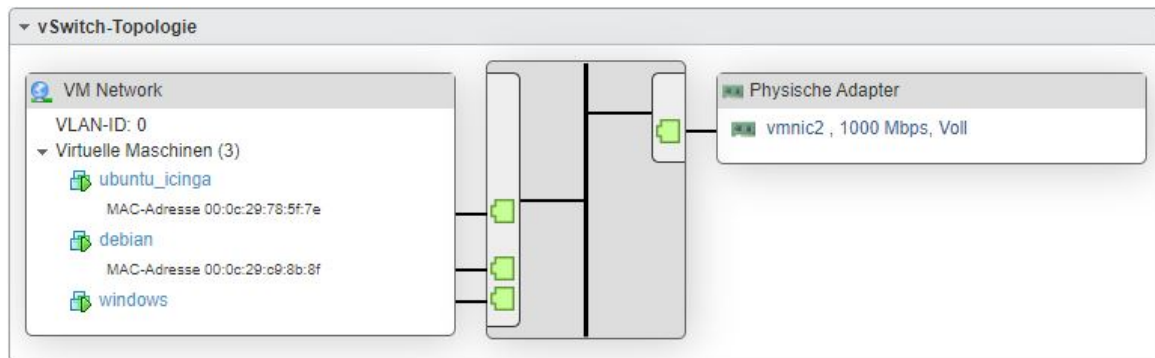 vSwitch-Topologie
VM Network
VLAN-ID: 0
Virtuelle Maschinen (3)
ubuntu_icinga
MAC-Adresse 00:0c:29:78:5f:7e
debian
MAC-Adresse 00:0c:29:c9:8b:8f
windows
Physische Adapter
vmnic2 , 1000 Mbps, Voll